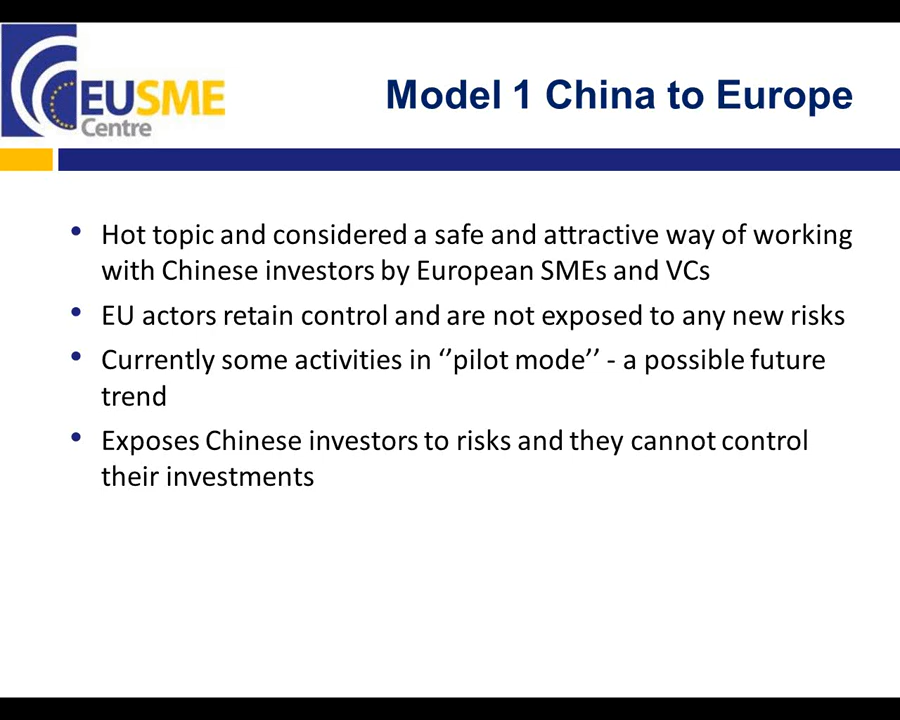 EUSME
Centre
Model 1 China to Europe
• Hot topic and considered a safe and attractive way of working
with Chinese investors by European SMEs and VCs
• EU actors retain control and are not exposed to any new risks
• Currently some activities in ‘’pilot mode’’ - a possible future
trend
• Exposes Chinese investors to risks and they cannot control
their investments